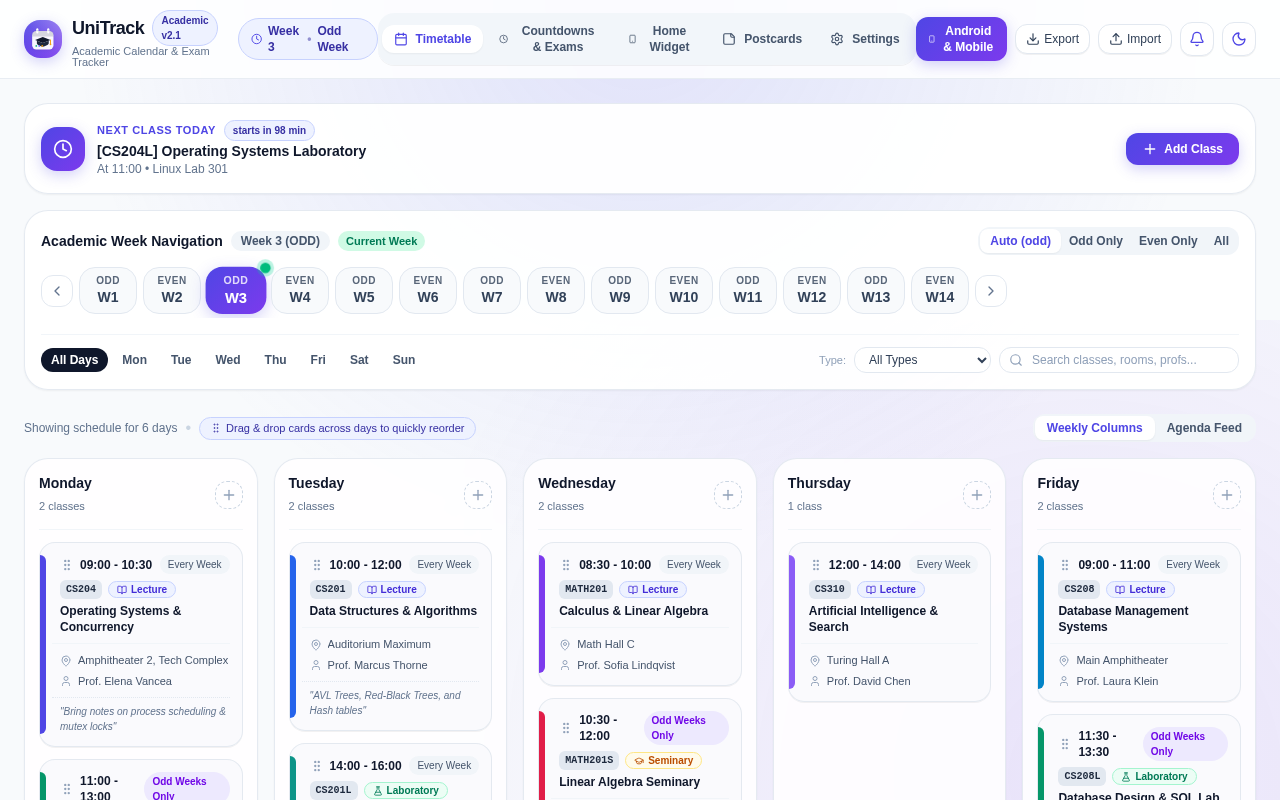 UniTrack
Academic v2.1
Academic Calendar & Exam Tracker
Week 3 • Odd Week
Timetable
Countdowns & Exams
Home Widget
Postcards
Settings
Android & Mobile
Export
Import
NEXT CLASS TODAY
starts in 98 min
[CS204L] Operating Systems Laboratory
At 11:00 • Linux Lab 301
Add Class
Academic Week Navigation
Week 3 (ODD)
Current Week
Auto (odd)
Odd Only
Even Only
All
ODD W1
EVEN W2
ODD W3
EVEN W4
ODD W5
EVEN W6
ODD W7
EVEN W8
ODD W9
EVEN W10
ODD W11
EVEN W12
ODD W13
EVEN W14
All Days
Mon
Tue
Wed
Thu
Fri
Sat
Sun
Type:
All Types
Search classes, rooms, profs...
Showing schedule for 6 days •
Drag & drop cards across days to quickly reorder
Weekly Columns
Agenda Feed
Monday
2 classes
09:00 - 10:30
Every Week
CS204
Lecture
Operating Systems &
Concurrency
Amphitheater 2, Tech Complex
Prof. Elena Vancea
"Bring notes on process scheduling &
mutex locks"
11:00 -
13:00
Odd Weeks
Only
Tuesday
2 classes
10:00 - 12:00
Every Week
CS201
Lecture
Data Structures & Algorithms
Auditorium Maximum
Prof. Marcus Thorne
"AVL Trees, Red-Black Trees, and
Hash tables"
14:00 - 16:00
Every Week
CS201L
Laboratory
Wednesday
2 classes
08:30 - 10:00
Every Week
MATH201
Lecture
Calculus & Linear Algebra
Math Hall C
Prof. Sofia Lindqvist
10:30 -
12:00
Odd Weeks
Only
MATH201S
Seminary
Linear Algebra Seminary
Thursday
1 class
12:00 - 14:00
Every Week
CS310
Lecture
Artificial Intelligence &
Search
Turing Hall A
Prof. David Chen
Friday
2 classes
09:00 - 11:00
Every Week
CS208
Lecture
Database Management
Systems
Main Amphitheater
Prof. Laura Klein
11:30 -
13:30
Odd Weeks
Only
CS208L
Laboratory
Database Design & SQL Lab